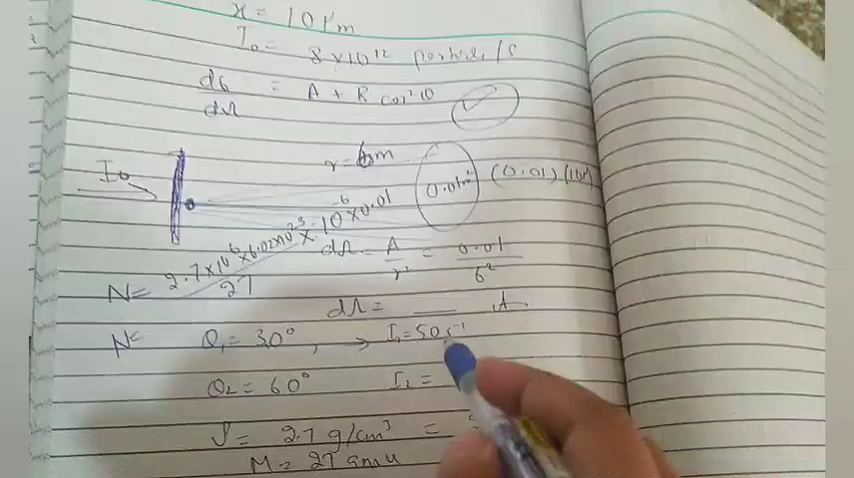 x = 10 μm
I₀ = 8 × 10¹² particles/s
dσ/dΩ = A + B cos²θ
I₀
r = 6m
0.01m² (0.01)(10⁴)
N = 2.7×10⁶×6.02×10²³×10⁻⁶×0.01 / 27
dΩ = A/r² = 0.01/6²
dΩ =
N =
θ₁ = 30°, → I₁ = 50 s⁻¹
θ₂ = 60° I₂ =
ρ = 2.7 g/cm³ =
M = 27 amu